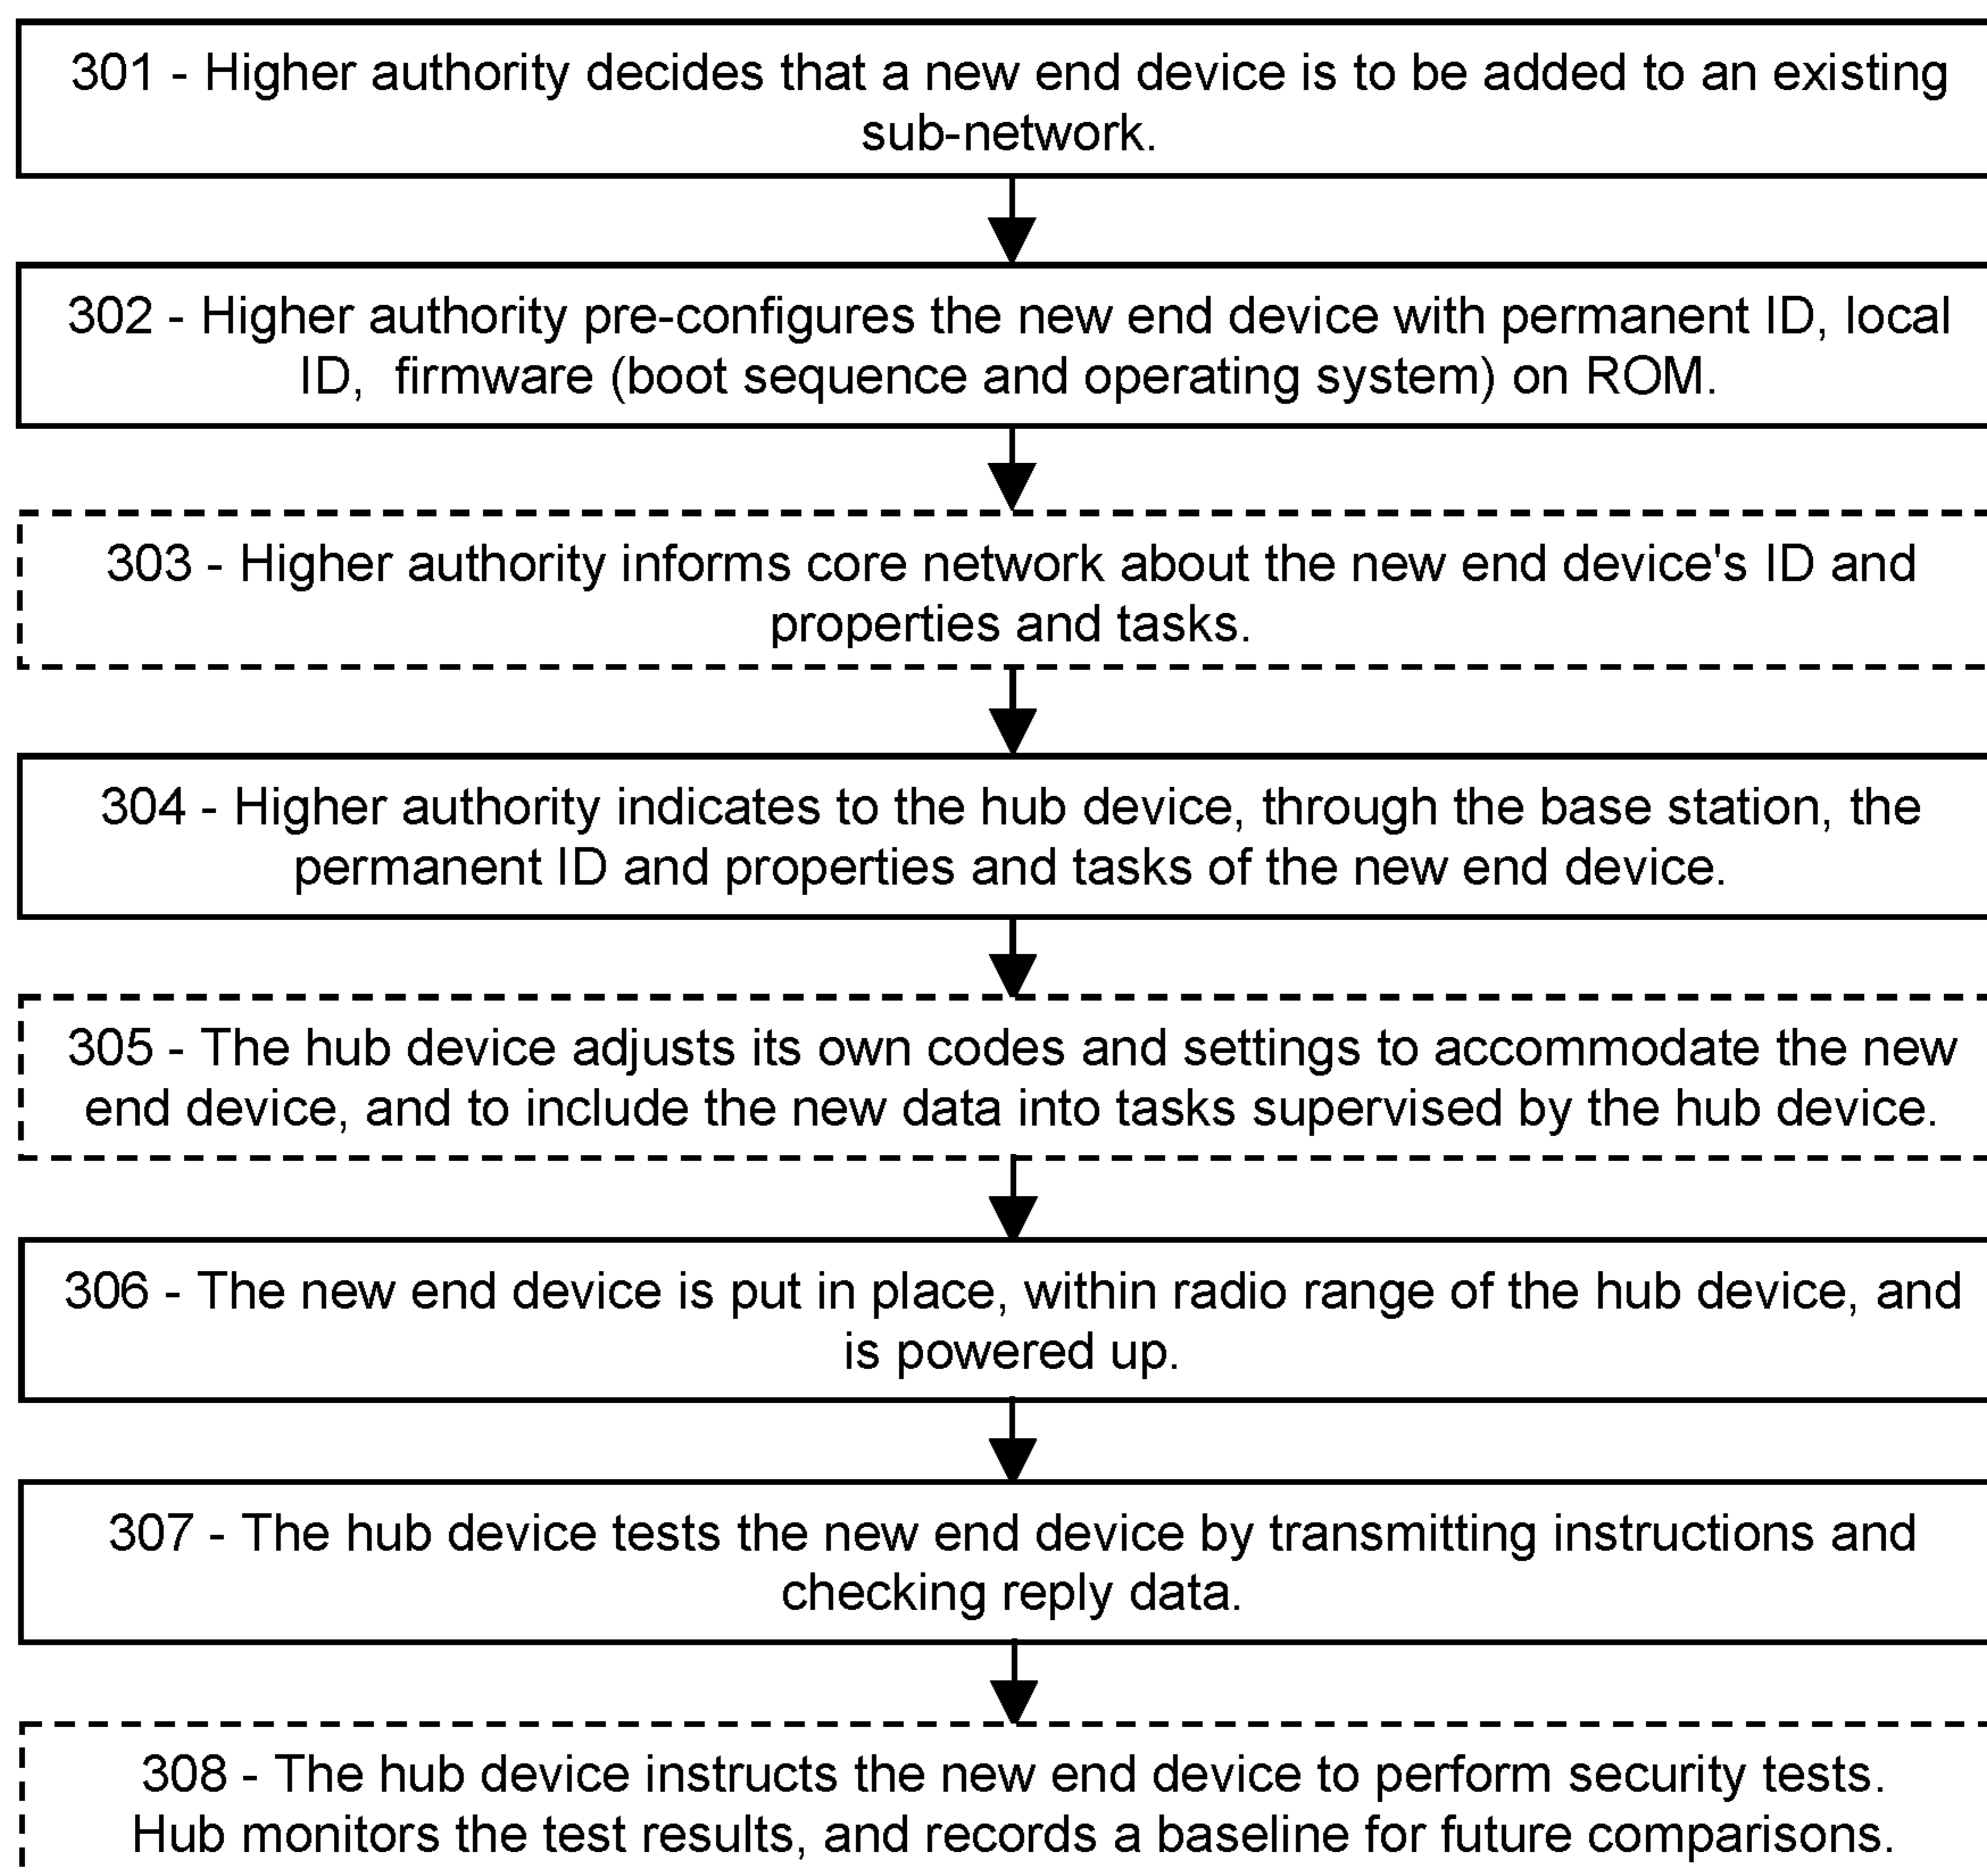 301 - Higher authority decides that a new end device is to be added to an existing
sub-network.
302 - Higher authority pre-configures the new end device with permanent ID, local
ID,  firmware (boot sequence and operating system) on ROM.
303 - Higher authority informs core network about the new end device's ID and
properties and tasks.
304 - Higher authority indicates to the hub device, through the base station, the
permanent ID and properties and tasks of the new end device.
305 - The hub device adjusts its own codes and settings to accommodate the new
end device, and to include the new data into tasks supervised by the hub device.
306 - The new end device is put in place, within radio range of the hub device, and
is powered up.
307 - The hub device tests the new end device by transmitting instructions and
checking reply data.
308 - The hub device instructs the new end device to perform security tests.
Hub monitors the test results, and records a baseline for future comparisons.